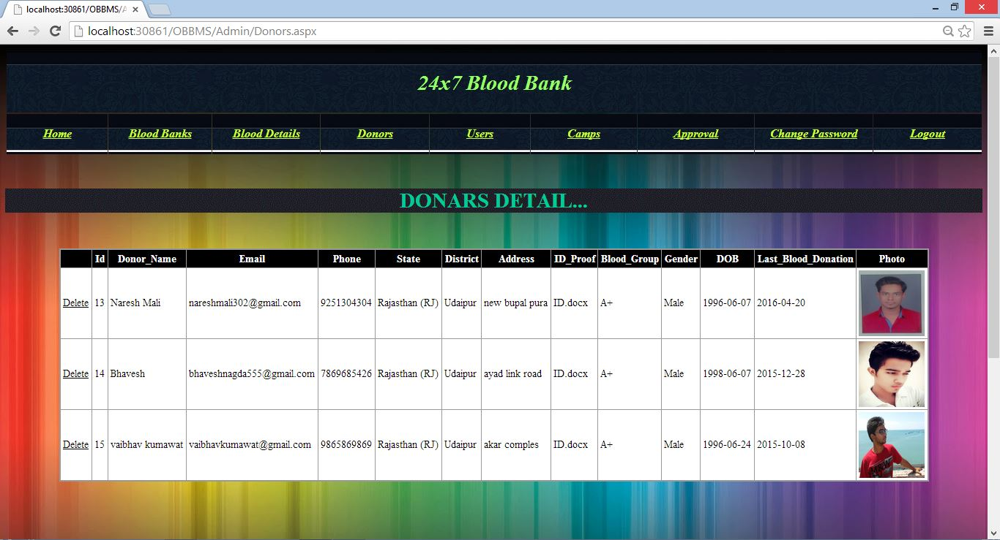 localhost:30861/OBBMS/A
localhost:30861/OBBMS/Admin/Donors.aspx
24x7 Blood Bank
Home Blood Banks Blood Details Donors Users Camps Approval Change Password Logout
DONARS DETAIL...
Id Donor_Name Email Phone State District Address ID_Proof Blood_Group Gender DOB Last_Blood_Donation Photo
Delete 13 Naresh Mali nareshmali302@gmail.com 9251304304 Rajasthan (RJ) Udaipur new bupal pura ID.docx A+ Male 1996-06-07 2016-04-20
Delete 14 Bhavesh bhaveshnagda555@gmail.com 7869685426 Rajasthan (RJ) Udaipur ayad link road ID.docx A+ Male 1998-06-07 2015-12-28
Delete 15 vaibhav kumawat vaibhavkumawat@gmail.com 9865869869 Rajasthan (RJ) Udaipur akar comples ID.docx A+ Male 1996-06-24 2015-10-08